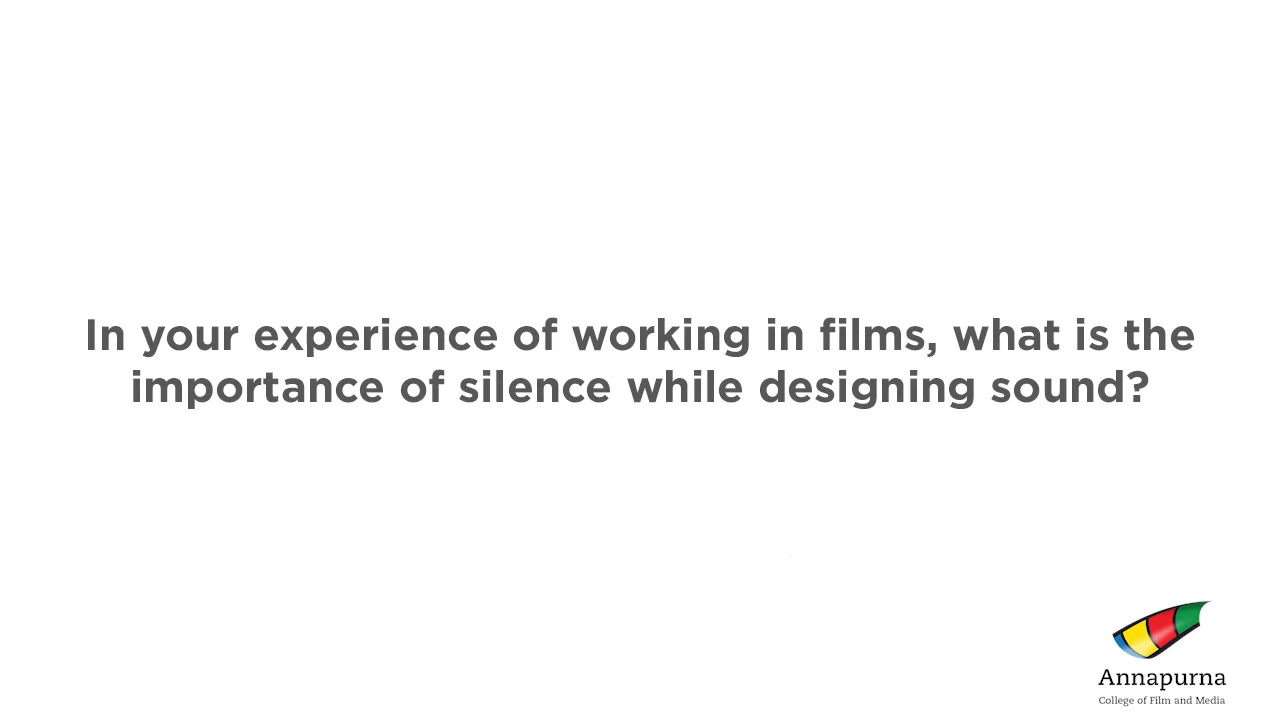 In your experience of working in films, what is the
importance of silence while designing sound?
Annapurna
College of Film and Media